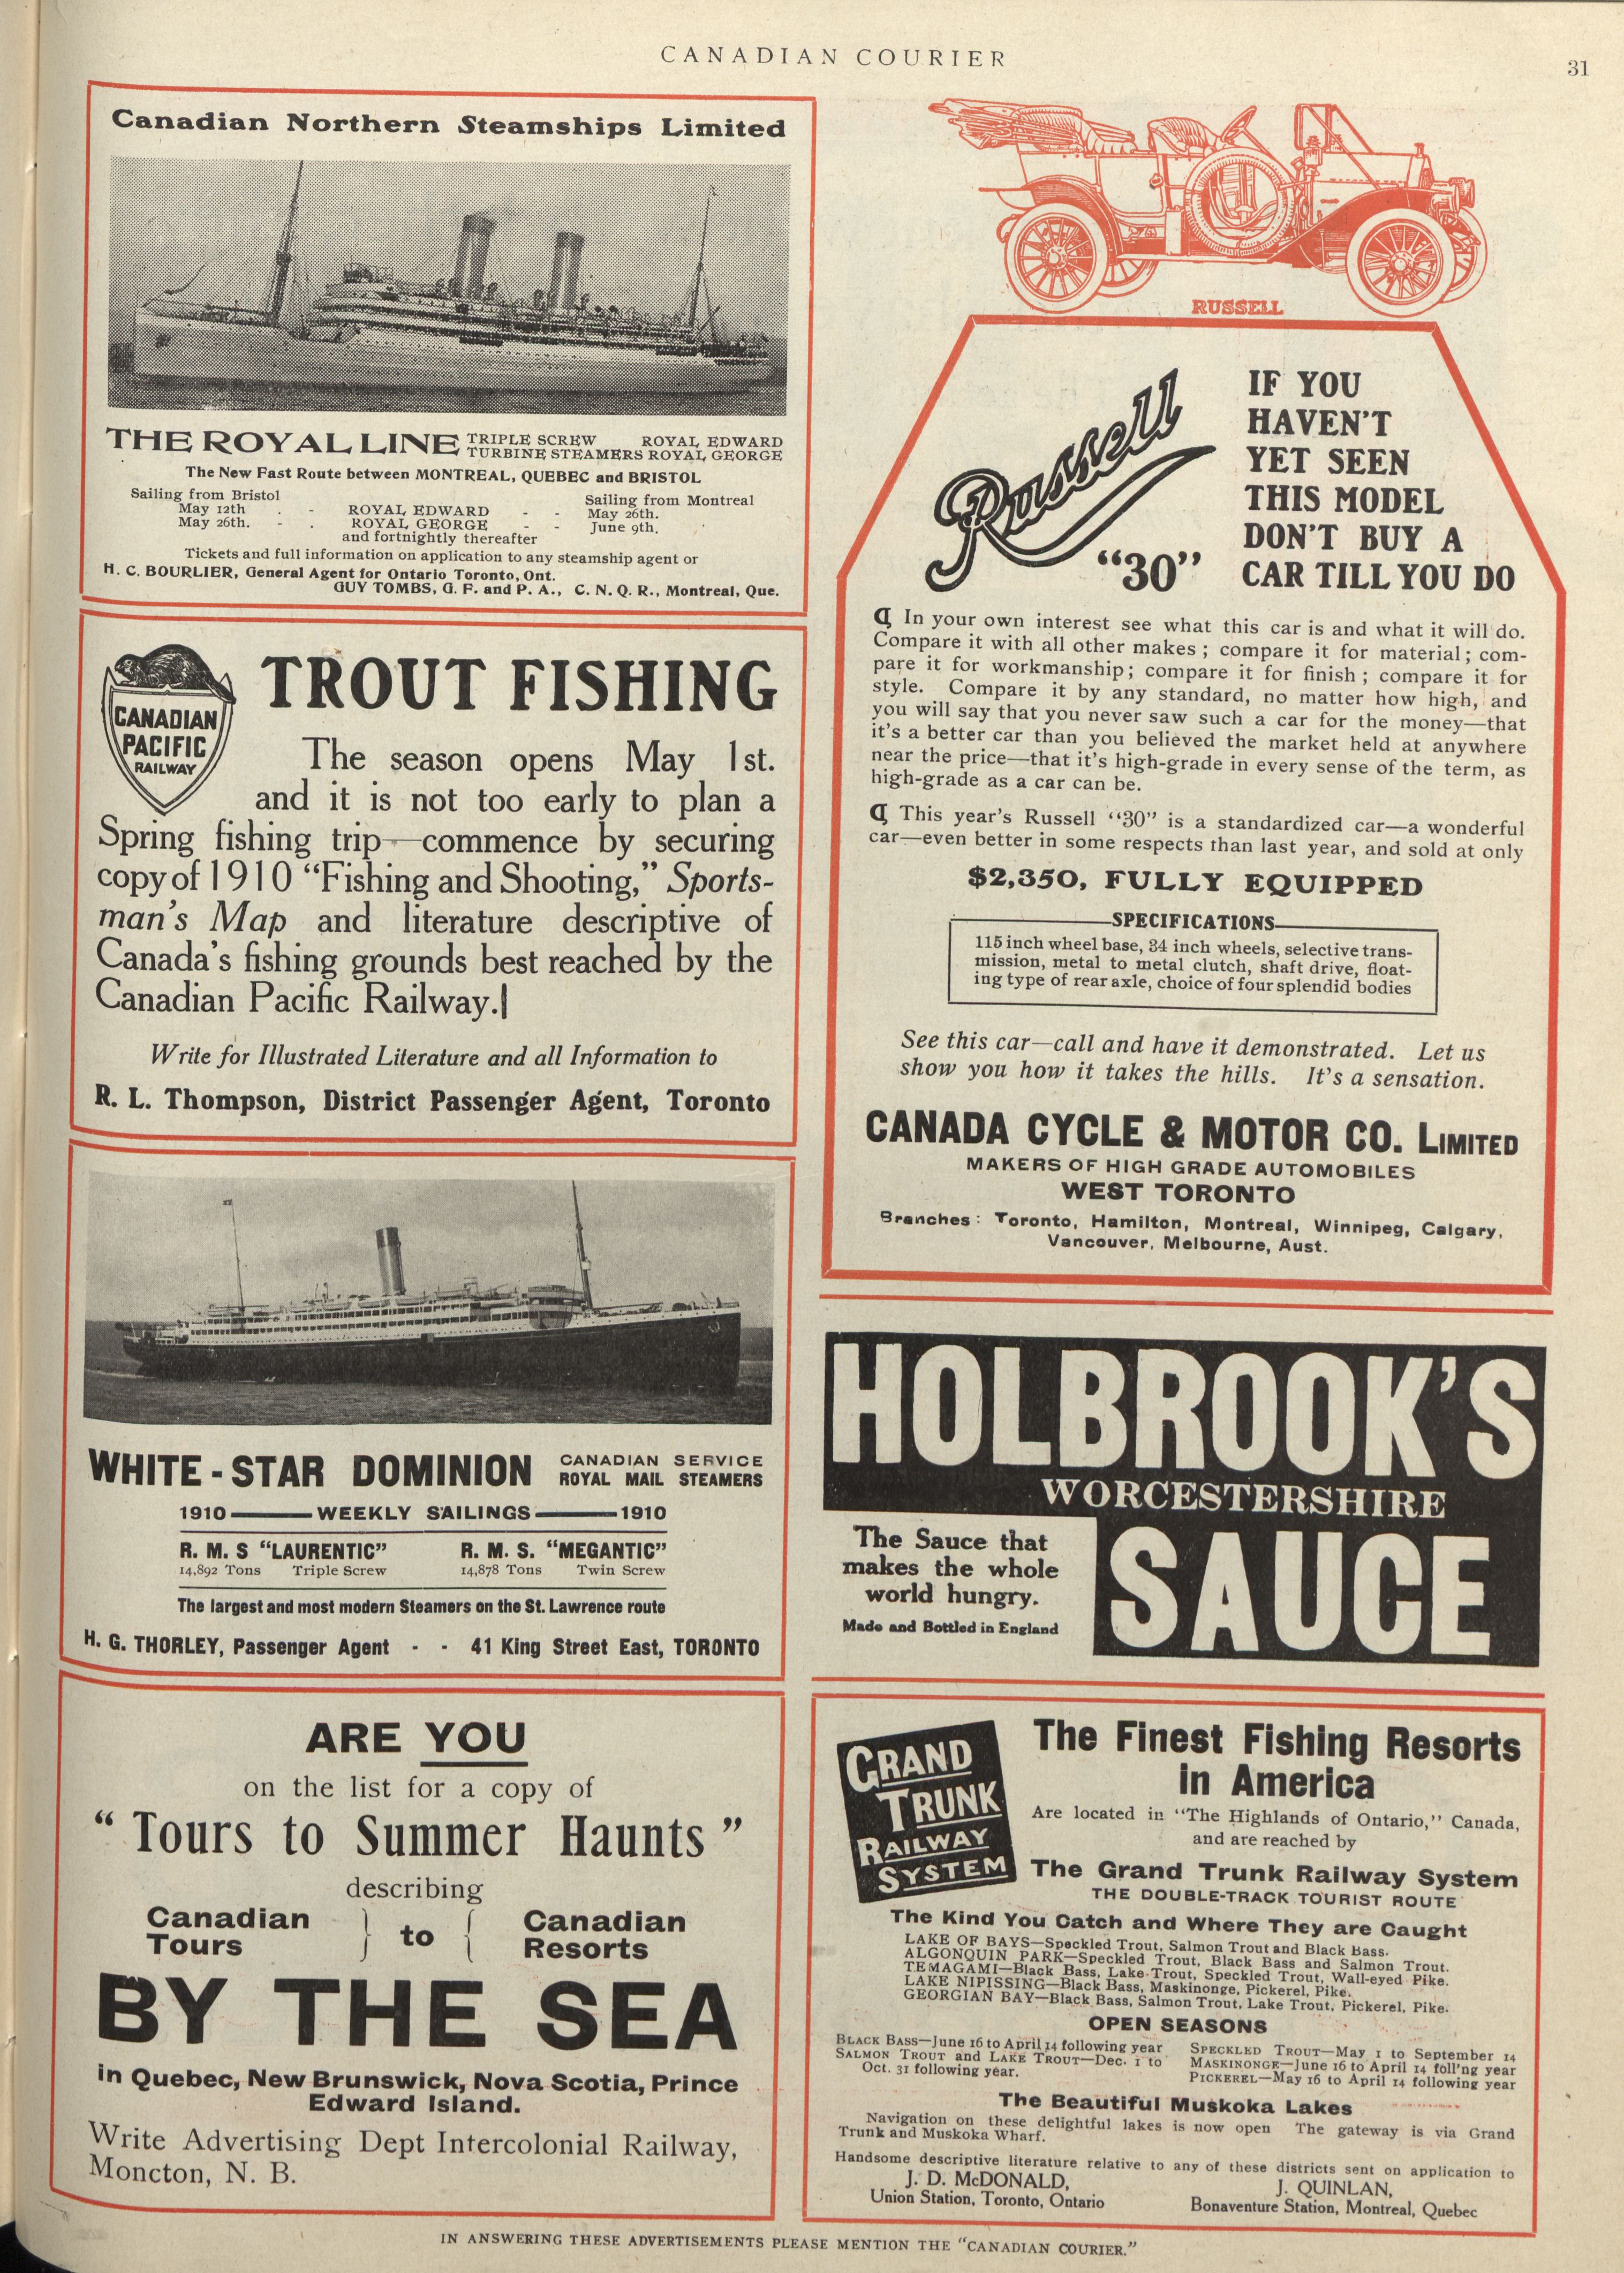 CANADIAN COURIER
31
Canadian Northern Steamships Limited
THE ROYAL LINE TRIPLE SCREW ROYAL EDWARD
TURBINE STEAMERS ROYAL GEORGE
The New Fast Route between MONTREAL, QUEBEC and BRISTOL
Sailing from Bristol Sailing from Montreal
May 12th . - ROYAL EDWARD - - May 26th.
May 26th. - . ROYAL GEORGE - - June 9th.
and fortnightly thereafter
Tickets and full information on application to any steamship agent or
H. C. BOURLIER, General Agent for Ontario Toronto, Ont.
GUY TOMBS, G. F. and P. A., C. N. Q. R., Montreal, Que.
CANADIAN
PACIFIC
RAILWAY
TROUT FISHING
The season opens May 1st.
and it is not too early to plan a
Spring fishing trip—commence by securing
copy of 1910 “Fishing and Shooting,” Sports-
man's Map and literature descriptive of
Canada's fishing grounds best reached by the
Canadian Pacific Railway.
Write for Illustrated Literature and all Information to
R. L. Thompson, District Passenger Agent, Toronto
WHITE-STAR DOMINION CANADIAN SERVICE
ROYAL MAIL STEAMERS
1910 — WEEKLY SAILINGS — 1910
R. M. S “LAURENTIC” R. M. S. “MEGANTIC”
14,892 Tons Triple Screw 14,878 Tons Twin Screw
The largest and most modern Steamers on the St. Lawrence route
H. G. THORLEY, Passenger Agent - - 41 King Street East, TORONTO
ARE YOU
on the list for a copy of
“Tours to Summer Haunts”
describing
Canadian Tours } to { Canadian Resorts
BY THE SEA
in Quebec, New Brunswick, Nova Scotia, Prince
Edward Island.
Write Advertising Dept Intercolonial Railway,
Moncton, N. B.
RUSSELL
Russell
“30”
IF YOU
HAVEN'T
YET SEEN
THIS MODEL
DON'T BUY A
CAR TILL YOU DO
¶ In your own interest see what this car is and what it will do.
Compare it with all other makes; compare it for material; com-
pare it for workmanship; compare it for finish; compare it for
style. Compare it by any standard, no matter how high, and
you will say that you never saw such a car for the money—that
it's a better car than you believed the market held at anywhere
near the price—that it's high-grade in every sense of the term, as
high-grade as a car can be.
¶ This year's Russell “30” is a standardized car—a wonderful
car—even better in some respects than last year, and sold at only
$2,350, FULLY EQUIPPED
SPECIFICATIONS
115 inch wheel base, 34 inch wheels, selective trans-
mission, metal to metal clutch, shaft drive, float-
ing type of rear axle, choice of four splendid bodies
See this car—call and have it demonstrated. Let us
show you how it takes the hills. It's a sensation.
CANADA CYCLE & MOTOR CO. LIMITED
MAKERS OF HIGH GRADE AUTOMOBILES
WEST TORONTO
Branches: Toronto, Hamilton, Montreal, Winnipeg, Calgary,
Vancouver, Melbourne, Aust.
HOLBROOK'S
WORCESTERSHIRE
SAUCE
The Sauce that
makes the whole
world hungry.
Made and Bottled in England
GRAND
TRUNK
RAILWAY
SYSTEM
The Finest Fishing Resorts
in America
Are located in “The Highlands of Ontario,” Canada,
and are reached by
The Grand Trunk Railway System
THE DOUBLE-TRACK TOURIST ROUTE
The Kind You Catch and Where They are Caught
LAKE OF BAYS—Speckled Trout, Salmon Trout and Black Bass.
ALGONQUIN PARK—Speckled Trout, Black Bass and Salmon Trout.
TEMAGAMI—Black Bass, Lake Trout, Speckled Trout, Wall-eyed Pike.
LAKE NIPISSING—Black Bass, Maskinonge, Pickerel, Pike.
GEORGIAN BAY—Black Bass, Salmon Trout, Lake Trout, Pickerel, Pike.
OPEN SEASONS
BLACK BASS—June 16 to April 14 following year
SALMON TROUT and LAKE TROUT—Dec. 1 to
Oct. 31 following year.
SPECKLED TROUT—May 1 to September 14
MASKINONGE—June 16 to April 14 foll'ng year
PICKEREL—May 16 to April 14 following year
The Beautiful Muskoka Lakes
Navigation on these delightful lakes is now open The gateway is via Grand
Trunk and Muskoka Wharf.
Handsome descriptive literature relative to any of these districts sent on application to
J. D. McDONALD, J. QUINLAN,
Union Station, Toronto, Ontario Bonaventure Station, Montreal, Quebec
IN ANSWERING THESE ADVERTISEMENTS PLEASE MENTION THE “CANADIAN COURIER.”